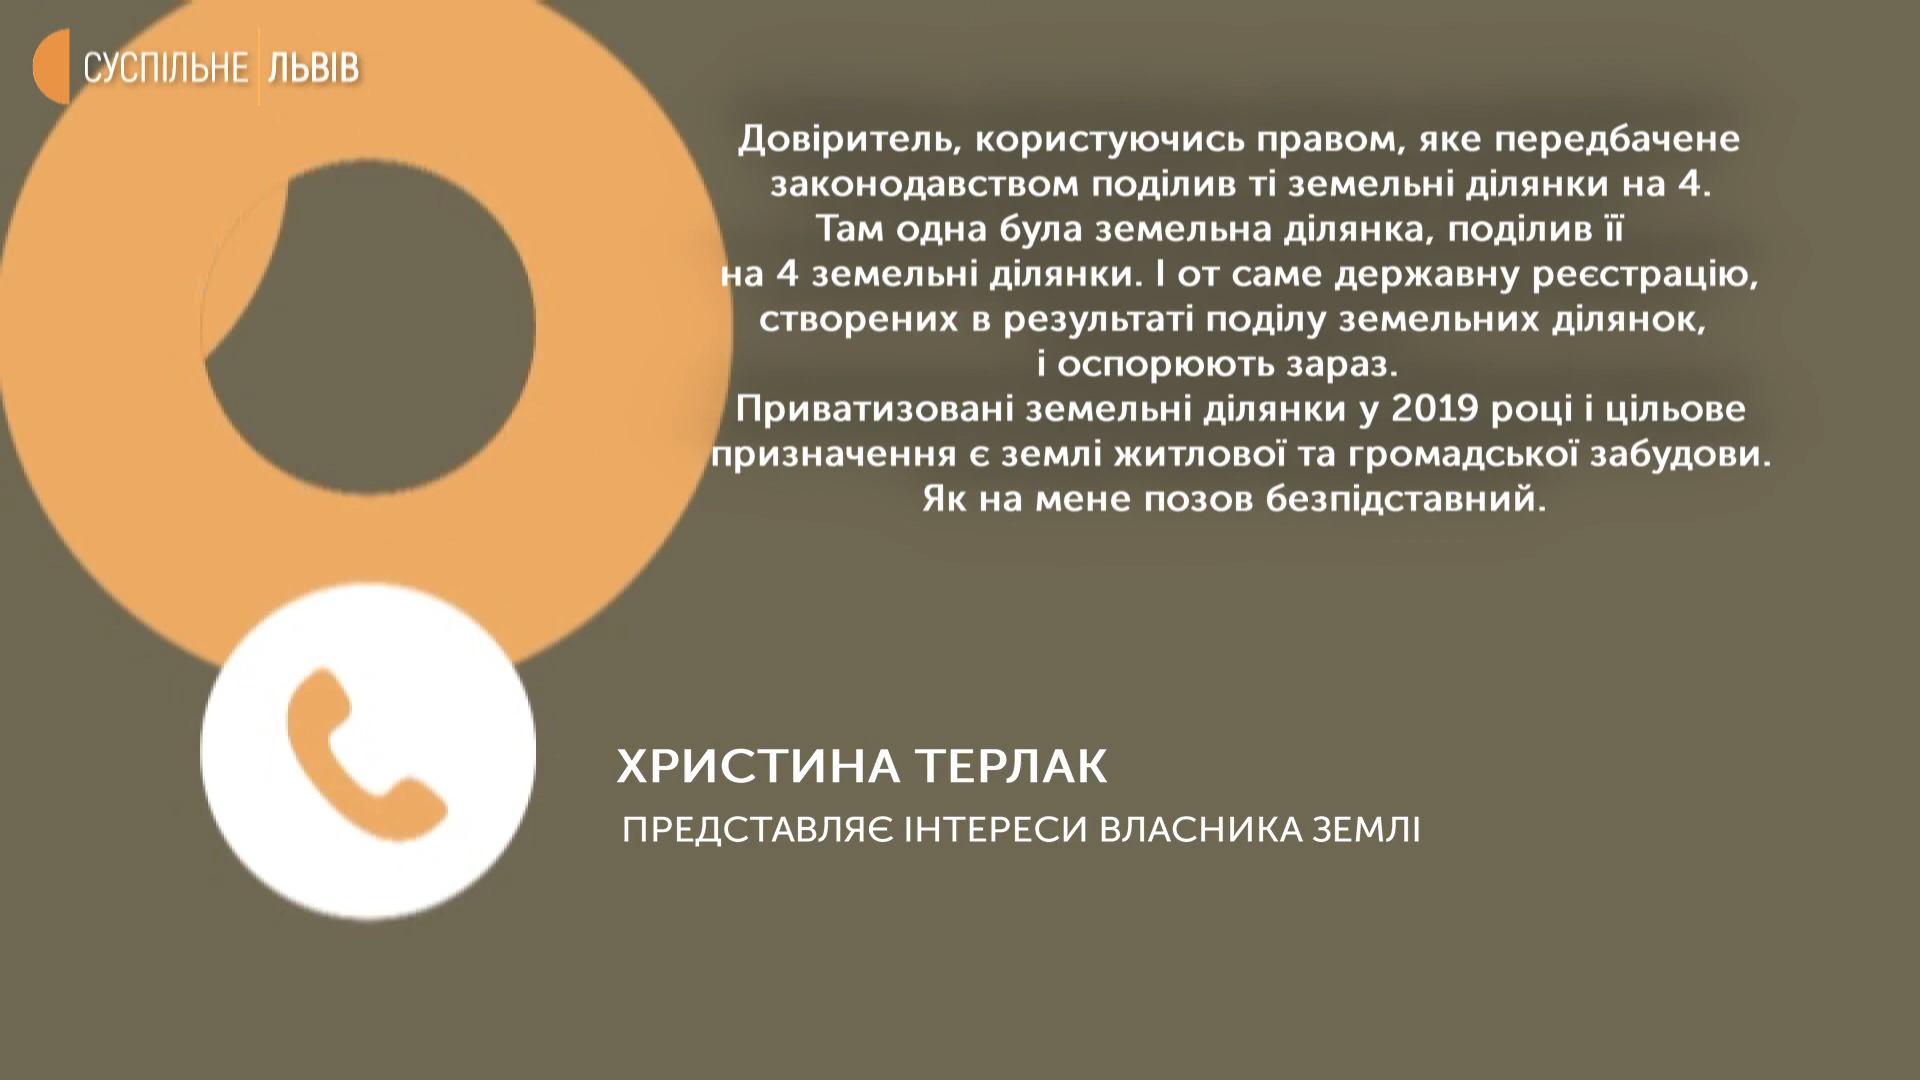 СУСПІЛЬНЕ ЛЬВІВ
Довіритель, користуючись правом, яке передбачене
законодавством поділив ті земельні ділянки на 4.
Там одна була земельна ділянка, поділив її
на 4 земельні ділянки. І от саме державну реєстрацію,
створених в результаті поділу земельних ділянок,
і оспорюють зараз.
Приватизовані земельні ділянки у 2019 році і цільове
призначення є землі житлової та громадської забудови.
Як на мене позов безпідставний.
ХРИСТИНА ТЕРЛАК
ПРЕДСТАВЛЯЄ ІНТЕРЕСИ ВЛАСНИКА ЗЕМЛІ